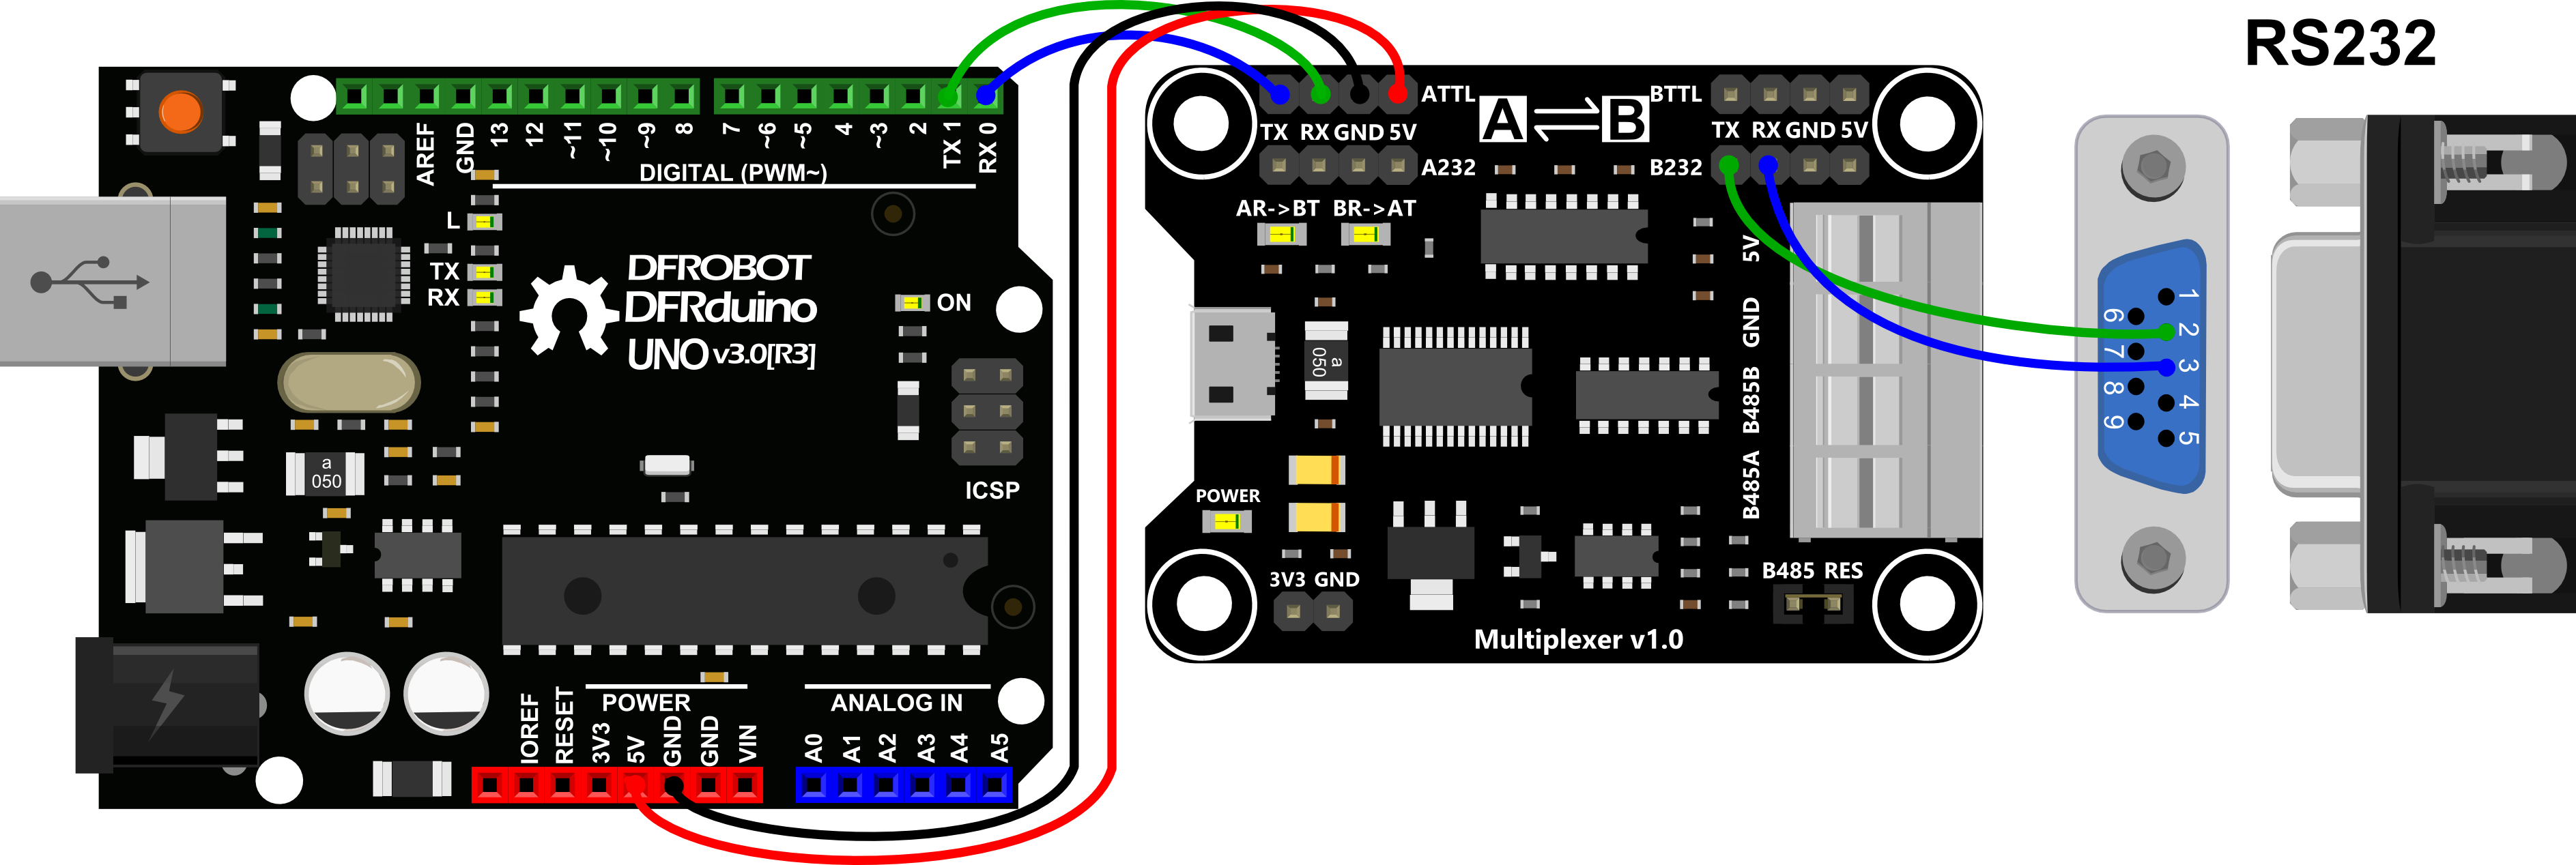 RS232
AREF
GND
13
12
~11
~10
~9
8
7
~6
~5
4
~3
2
TX 1
RX 0
DIGITAL (PWM~)
L
TX
RX
DFROBOT
DFRduino
UNO v3.0[R3]
ON
ICSP
a
050
IOREF
RESET
3V3
5V
GND
GND
VIN
POWER
ANALOG IN
A0
A1
A2
A3
A4
A5
ATTL
TX RX GND 5V
A232
A B
BTTL
TX RX GND 5V
B232
AR->BT BR->AT
a
050
5V
GND
B485B
B485A
POWER
3V3 GND
B485 RES
Multiplexer v1.0
1
2
3
4
5
6
7
8
9